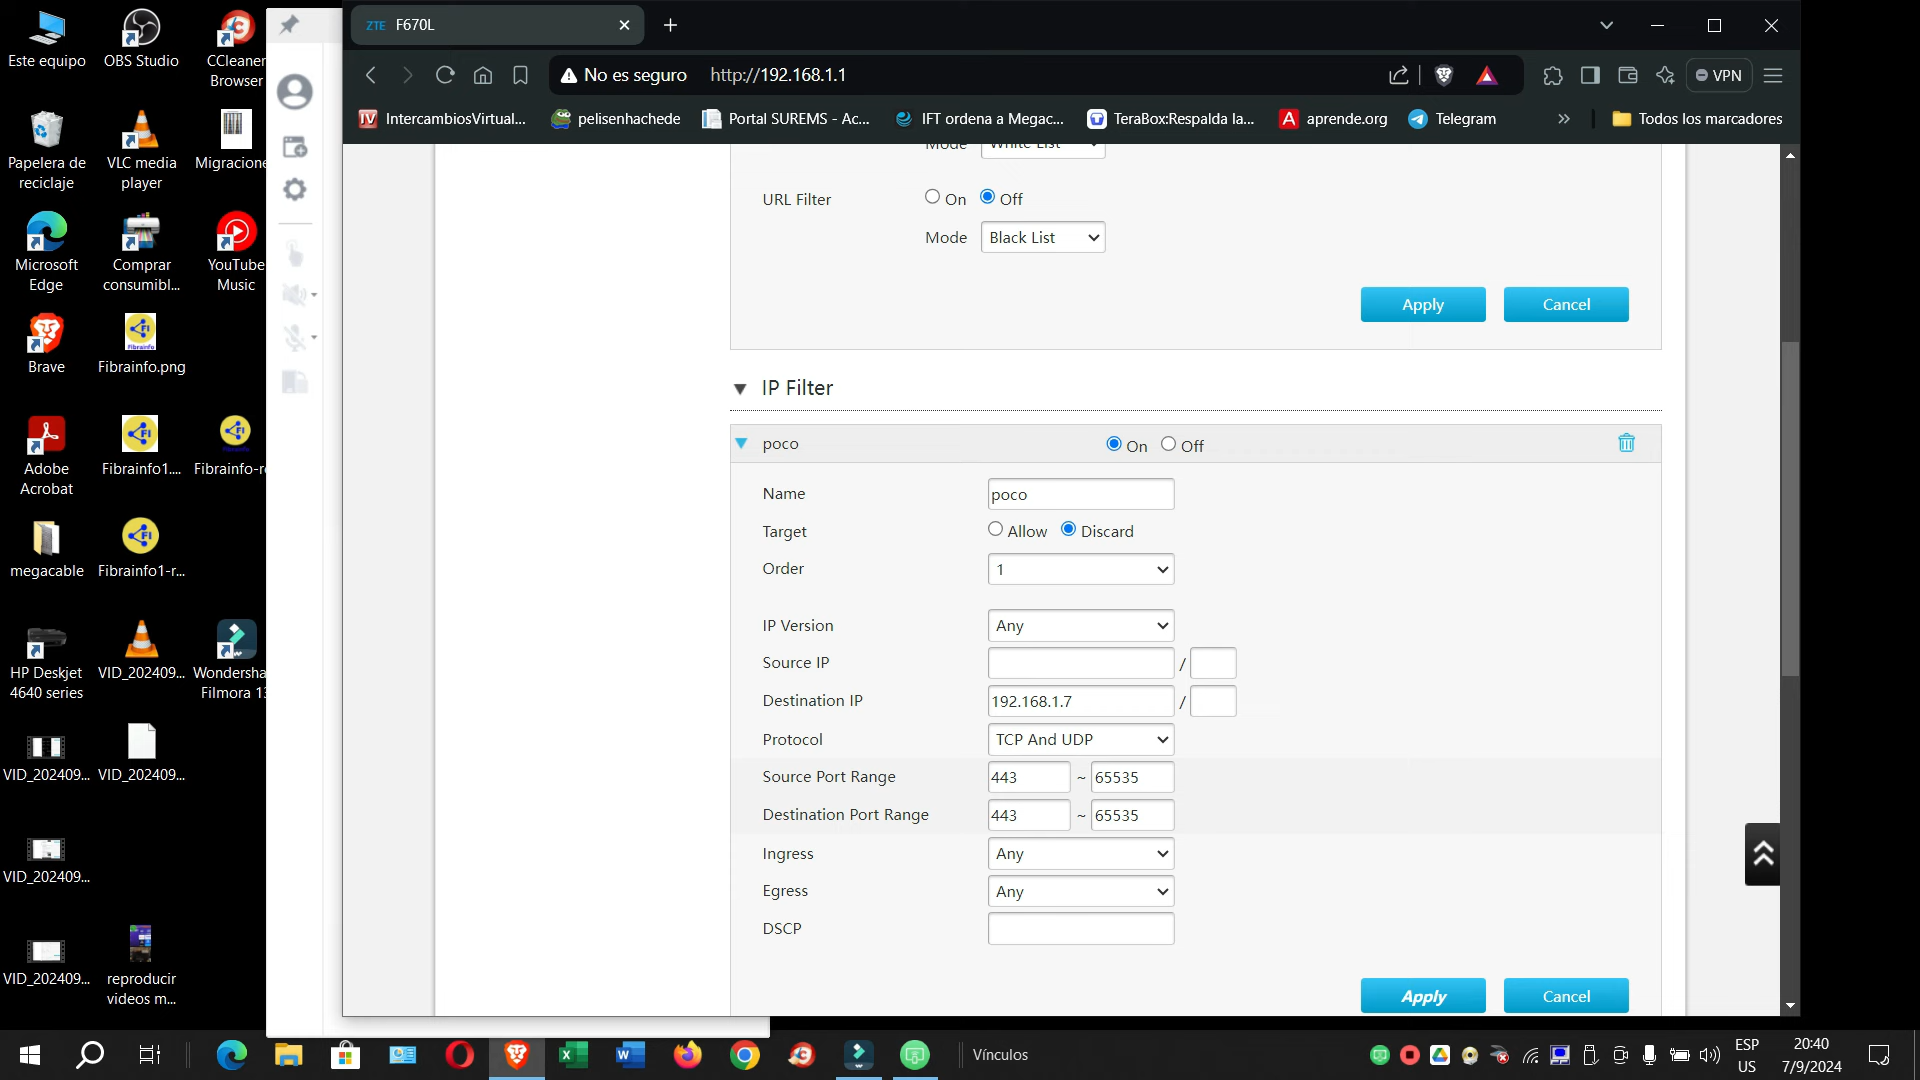 Este equipo
OBS Studio
CCleaner
Browser
Papelera de
reciclaje
VLC media
player
Migracione
Microsoft
Edge
Comprar
consumibl...
YouTube
Music
Brave
Fibrainfo.png
Adobe
Acrobat
Fibrainfo1....
Fibrainfo-r
megacable
Fibrainfo1-r...
HP Deskjet
4640 series
VID_202409...
Wondersha
Filmora 13
VID_202409...
VID_202409...
VID_202409...
VID_202409...
reproducir
videos m...
ZTE F670L
No es seguro http://192.168.1.1
VPN
IV IntercambiosVirtual...
pelisenhachede
Portal SUREMS - Ac...
IFT ordena a Megac...
TeraBox:Respalda la...
A aprende.org
Telegram
»
Todos los marcadores
Mode White List
URL Filter On Off
Mode Black List
Apply Cancel
IP Filter
poco On Off
Name poco
Target Allow Discard
Order 1
IP Version Any
Source IP /
Destination IP 192.168.1.7 /
Protocol TCP And UDP
Source Port Range 443 ~ 65535
Destination Port Range 443 ~ 65535
Ingress Any
Egress Any
DSCP
Apply Cancel
Vínculos
ESP
US
20:40
7/9/2024